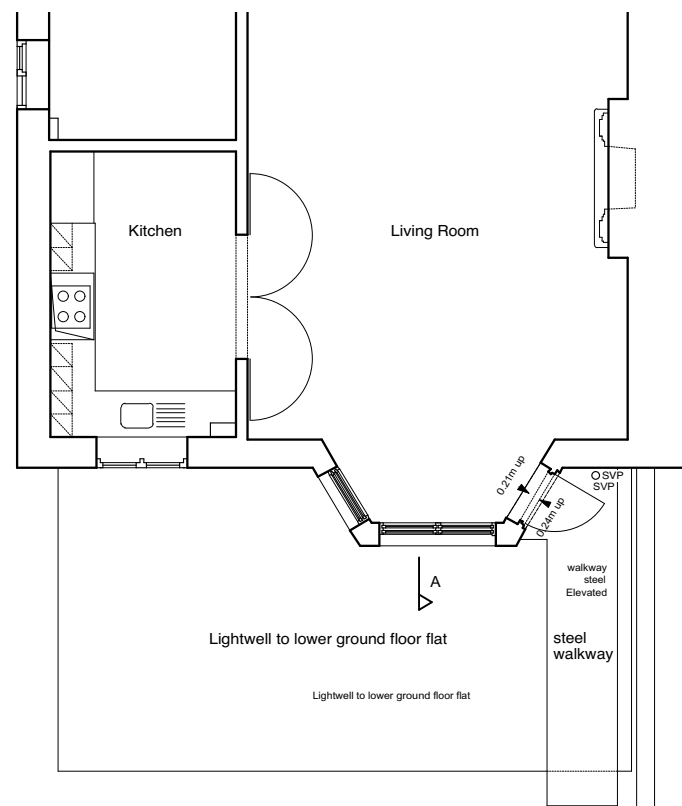 Kitchen
Living Room
0.21m up
0.24m up
SVP
SVP
walkway
steel
Elevated
A
Lightwell to lower ground floor flat
steel
walkway
Lightwell to lower ground floor flat